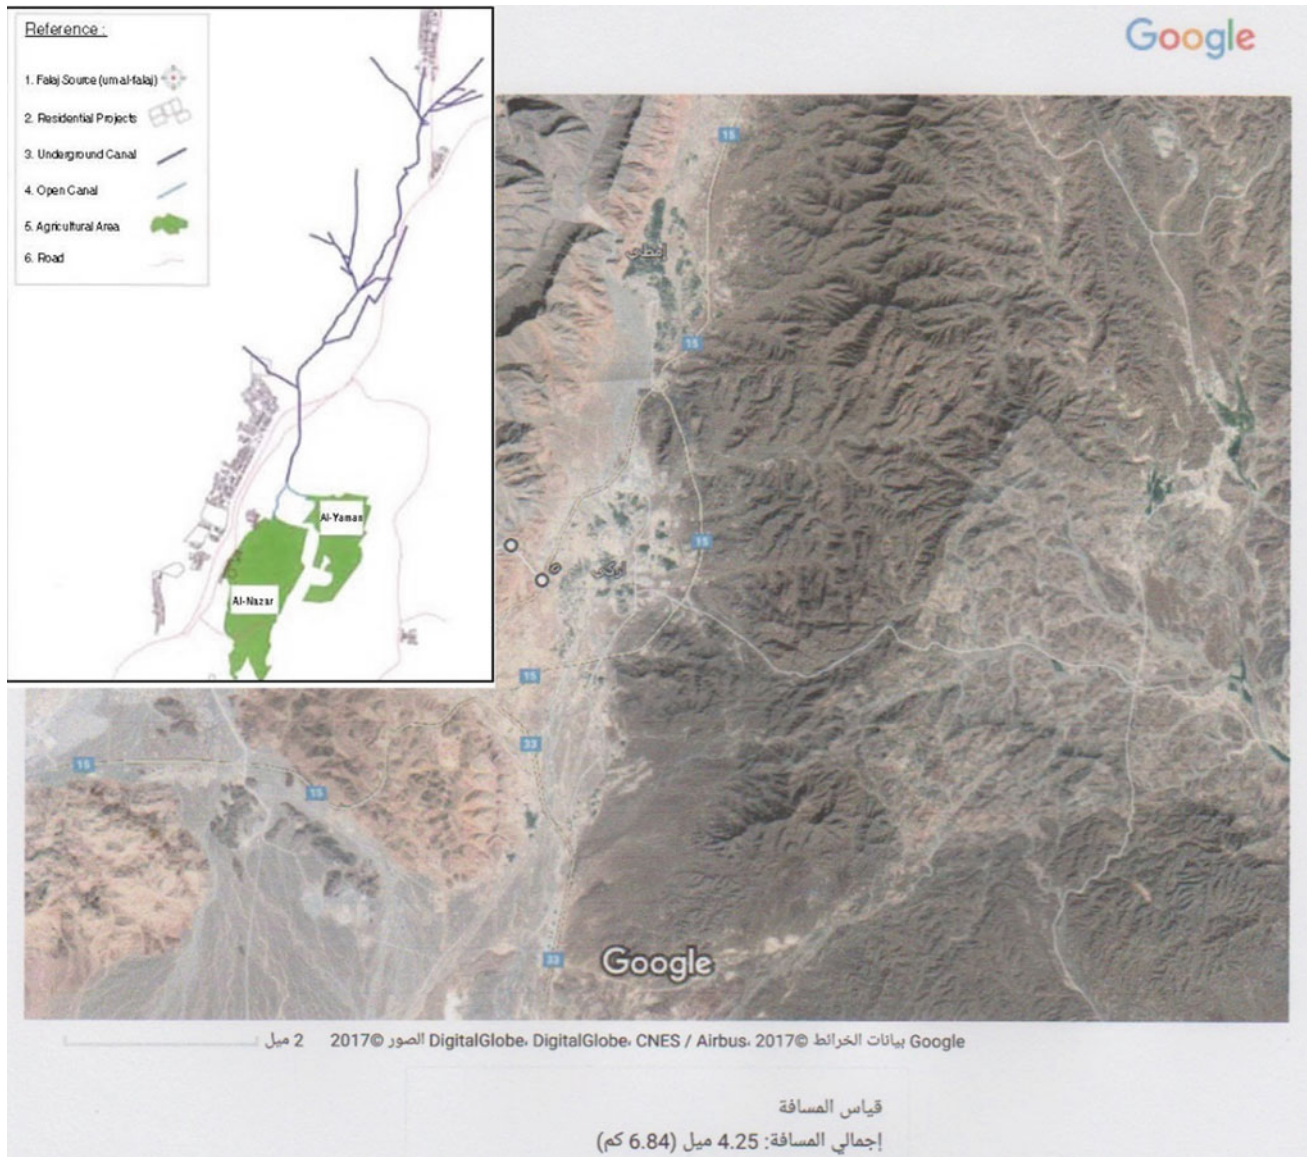 Reference :
1. Falaj Source (um al-falaj)
2. Residential Projects
3. Underground Canal
4. Open Canal
5. Agricultural Area
6. Road
Al-Yaman
Al-Nazar
Google
15
إمطي
15
15
إزكي
15
33
15
15
33
Google
2 ميل
Google بيانات الخرائط ©2017 الصور ©2017 DigitalGlobe، DigitalGlobe، CNES / Airbus،
قياس المسافة
إجمالي المسافة: 4.25 ميل (6.84 كم)